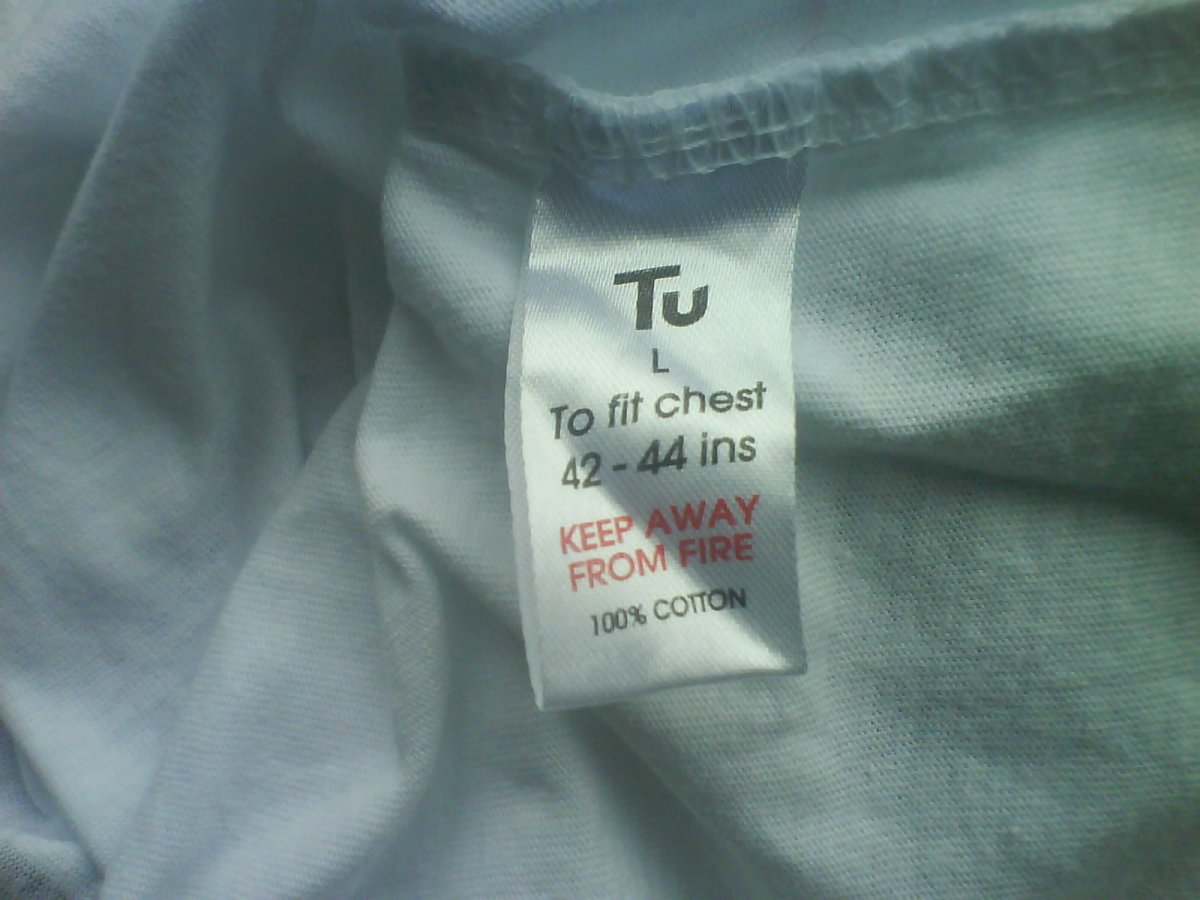 Tu
L
To fit chest
42 - 44 ins
KEEP AWAY
FROM FIRE
100% COTTON